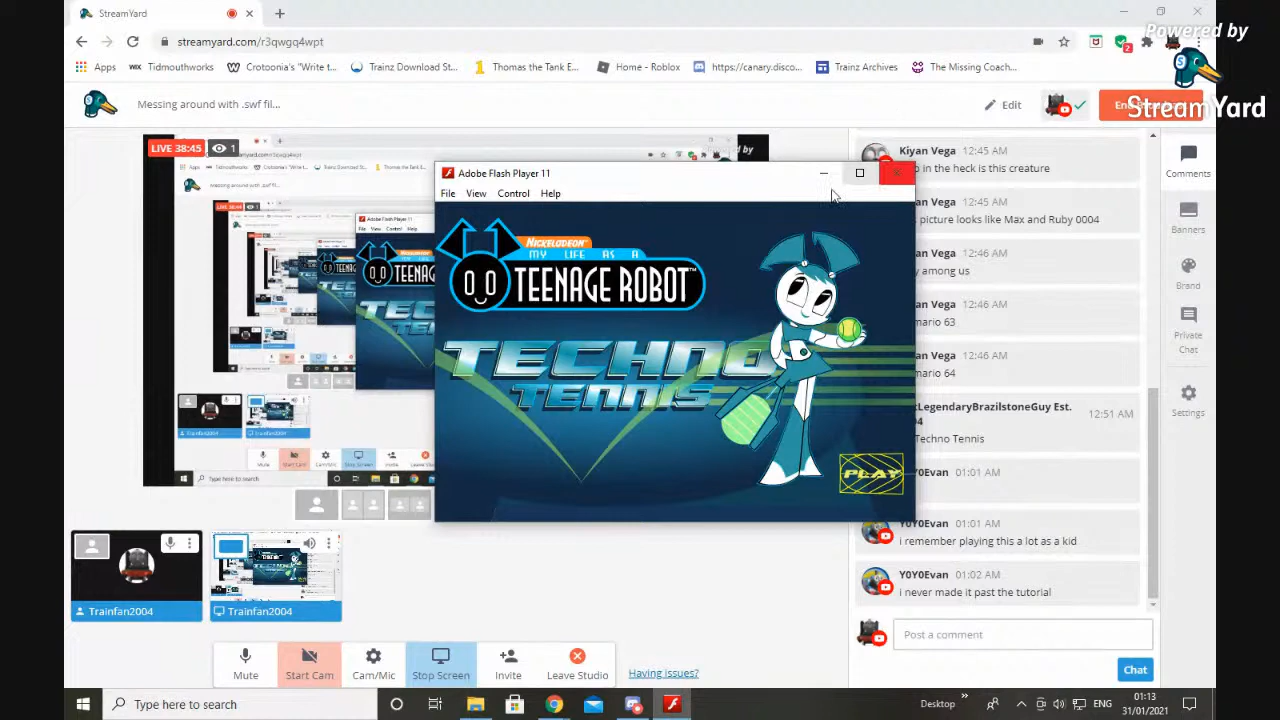 StreamYard
streamyard.com/r3qwgq4wpt
Powered by
StreamYard
Apps
WIX Tidmouthworks
Crotoonia's "Write t...
Trainz Download St...
Thomas the Tank E...
Home - Roblox
https://canary.disco...
Trainz Archives
The Missing Coach...
Messing around with .swf fil...
Edit
LIVE 38:45 1
Adobe Flash Player 11
File View Control Help
NICKELODEON
MY LIFE AS A
TEENAGE ROBOT™
TECHNO
TENNIS
PLAY
Kiyan Vega 12:45 AM
in the heck is this creature
an Vega 12:45 AM
picture looks like Max and Ruby 0004
an Vega 12:46 AM
y among us
an Vega 12:46 AM
mario 63
an Vega 12:46 AM
mario 64
LegendaryBrazilstoneGuy Est.
12:51 AM
Techno Tennis
Y0Y0Evan 01:01 AM
Y0Y0Evan 01:01 AM
i remember playing this a lot as a kid
Y0Y0Evan 01:02 AM
i never made it past the tutorial
Post a comment
Chat
Comments
Banners
Brand
Private
Chat
Settings
Trainfan2004
Trainfan2004
Mute
Start Cam
Cam/Mic
Stop Screen
Invite
Leave Studio
Having issues?
Type here to search
Desktop
ENG
01:13
31/01/2021